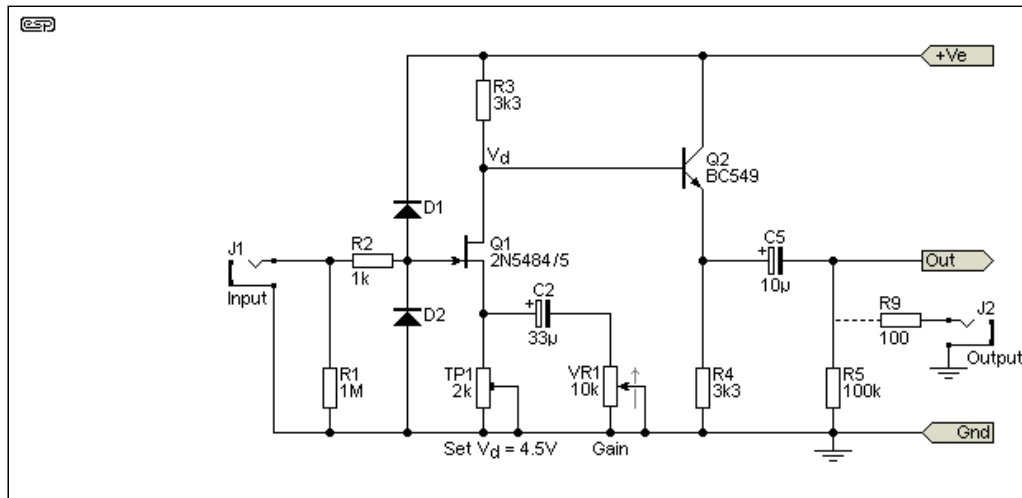 esp
+Ve
R3
3k3
Vd
Q2
BC549
D1
J1
Input
R2
1k
Q1
2N5484/5
C5
+
10µ
Out
C2
+
33µ
D2
R9
100
J2
Output
R1
1M
TP1
2k
VR1
10k
R4
3k3
R5
100k
Set Vd = 4.5V
Gain
Gnd